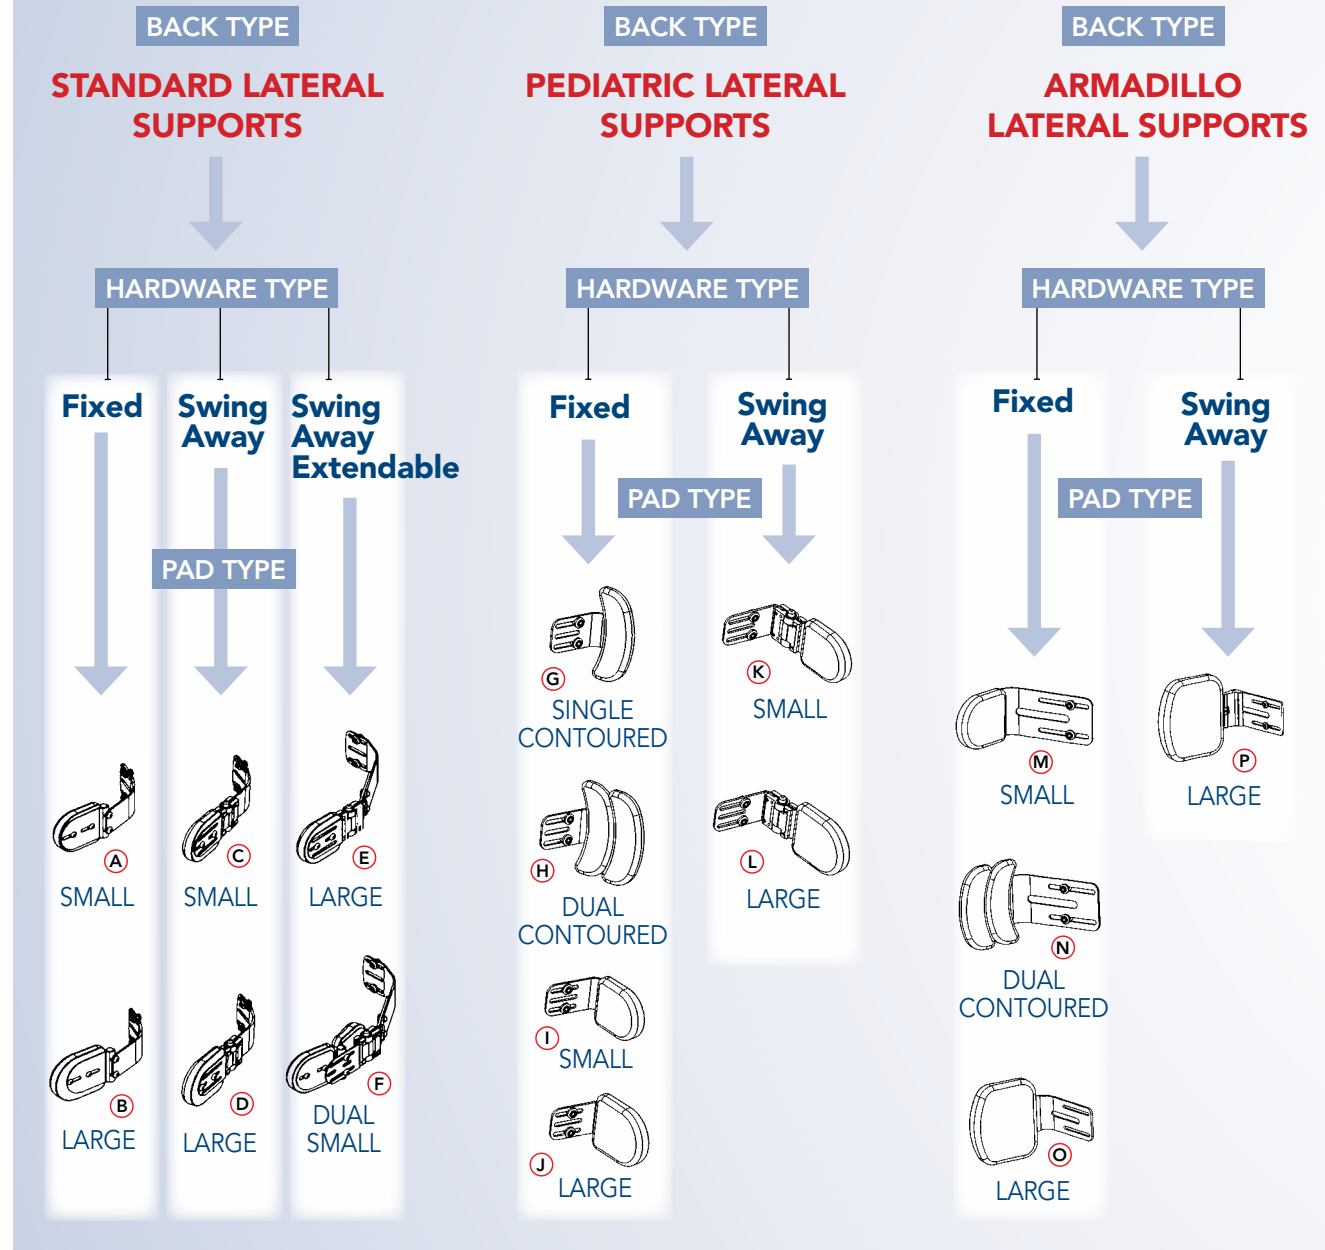 BACK TYPE
STANDARD LATERAL
SUPPORTS
HARDWARE TYPE
Fixed
Swing
Away
Swing
Away
Extendable
PAD TYPE
A
SMALL
C
SMALL
E
LARGE
B
LARGE
D
LARGE
F
DUAL
SMALL
BACK TYPE
PEDIATRIC LATERAL
SUPPORTS
HARDWARE TYPE
Fixed
Swing
Away
PAD TYPE
G
SINGLE
CONTOURED
H
DUAL
CONTOURED
I
SMALL
J
LARGE
K
SMALL
L
LARGE
BACK TYPE
ARMADILLO
LATERAL SUPPORTS
HARDWARE TYPE
Fixed
Swing
Away
PAD TYPE
M
SMALL
N
DUAL
CONTOURED
O
LARGE
P
LARGE